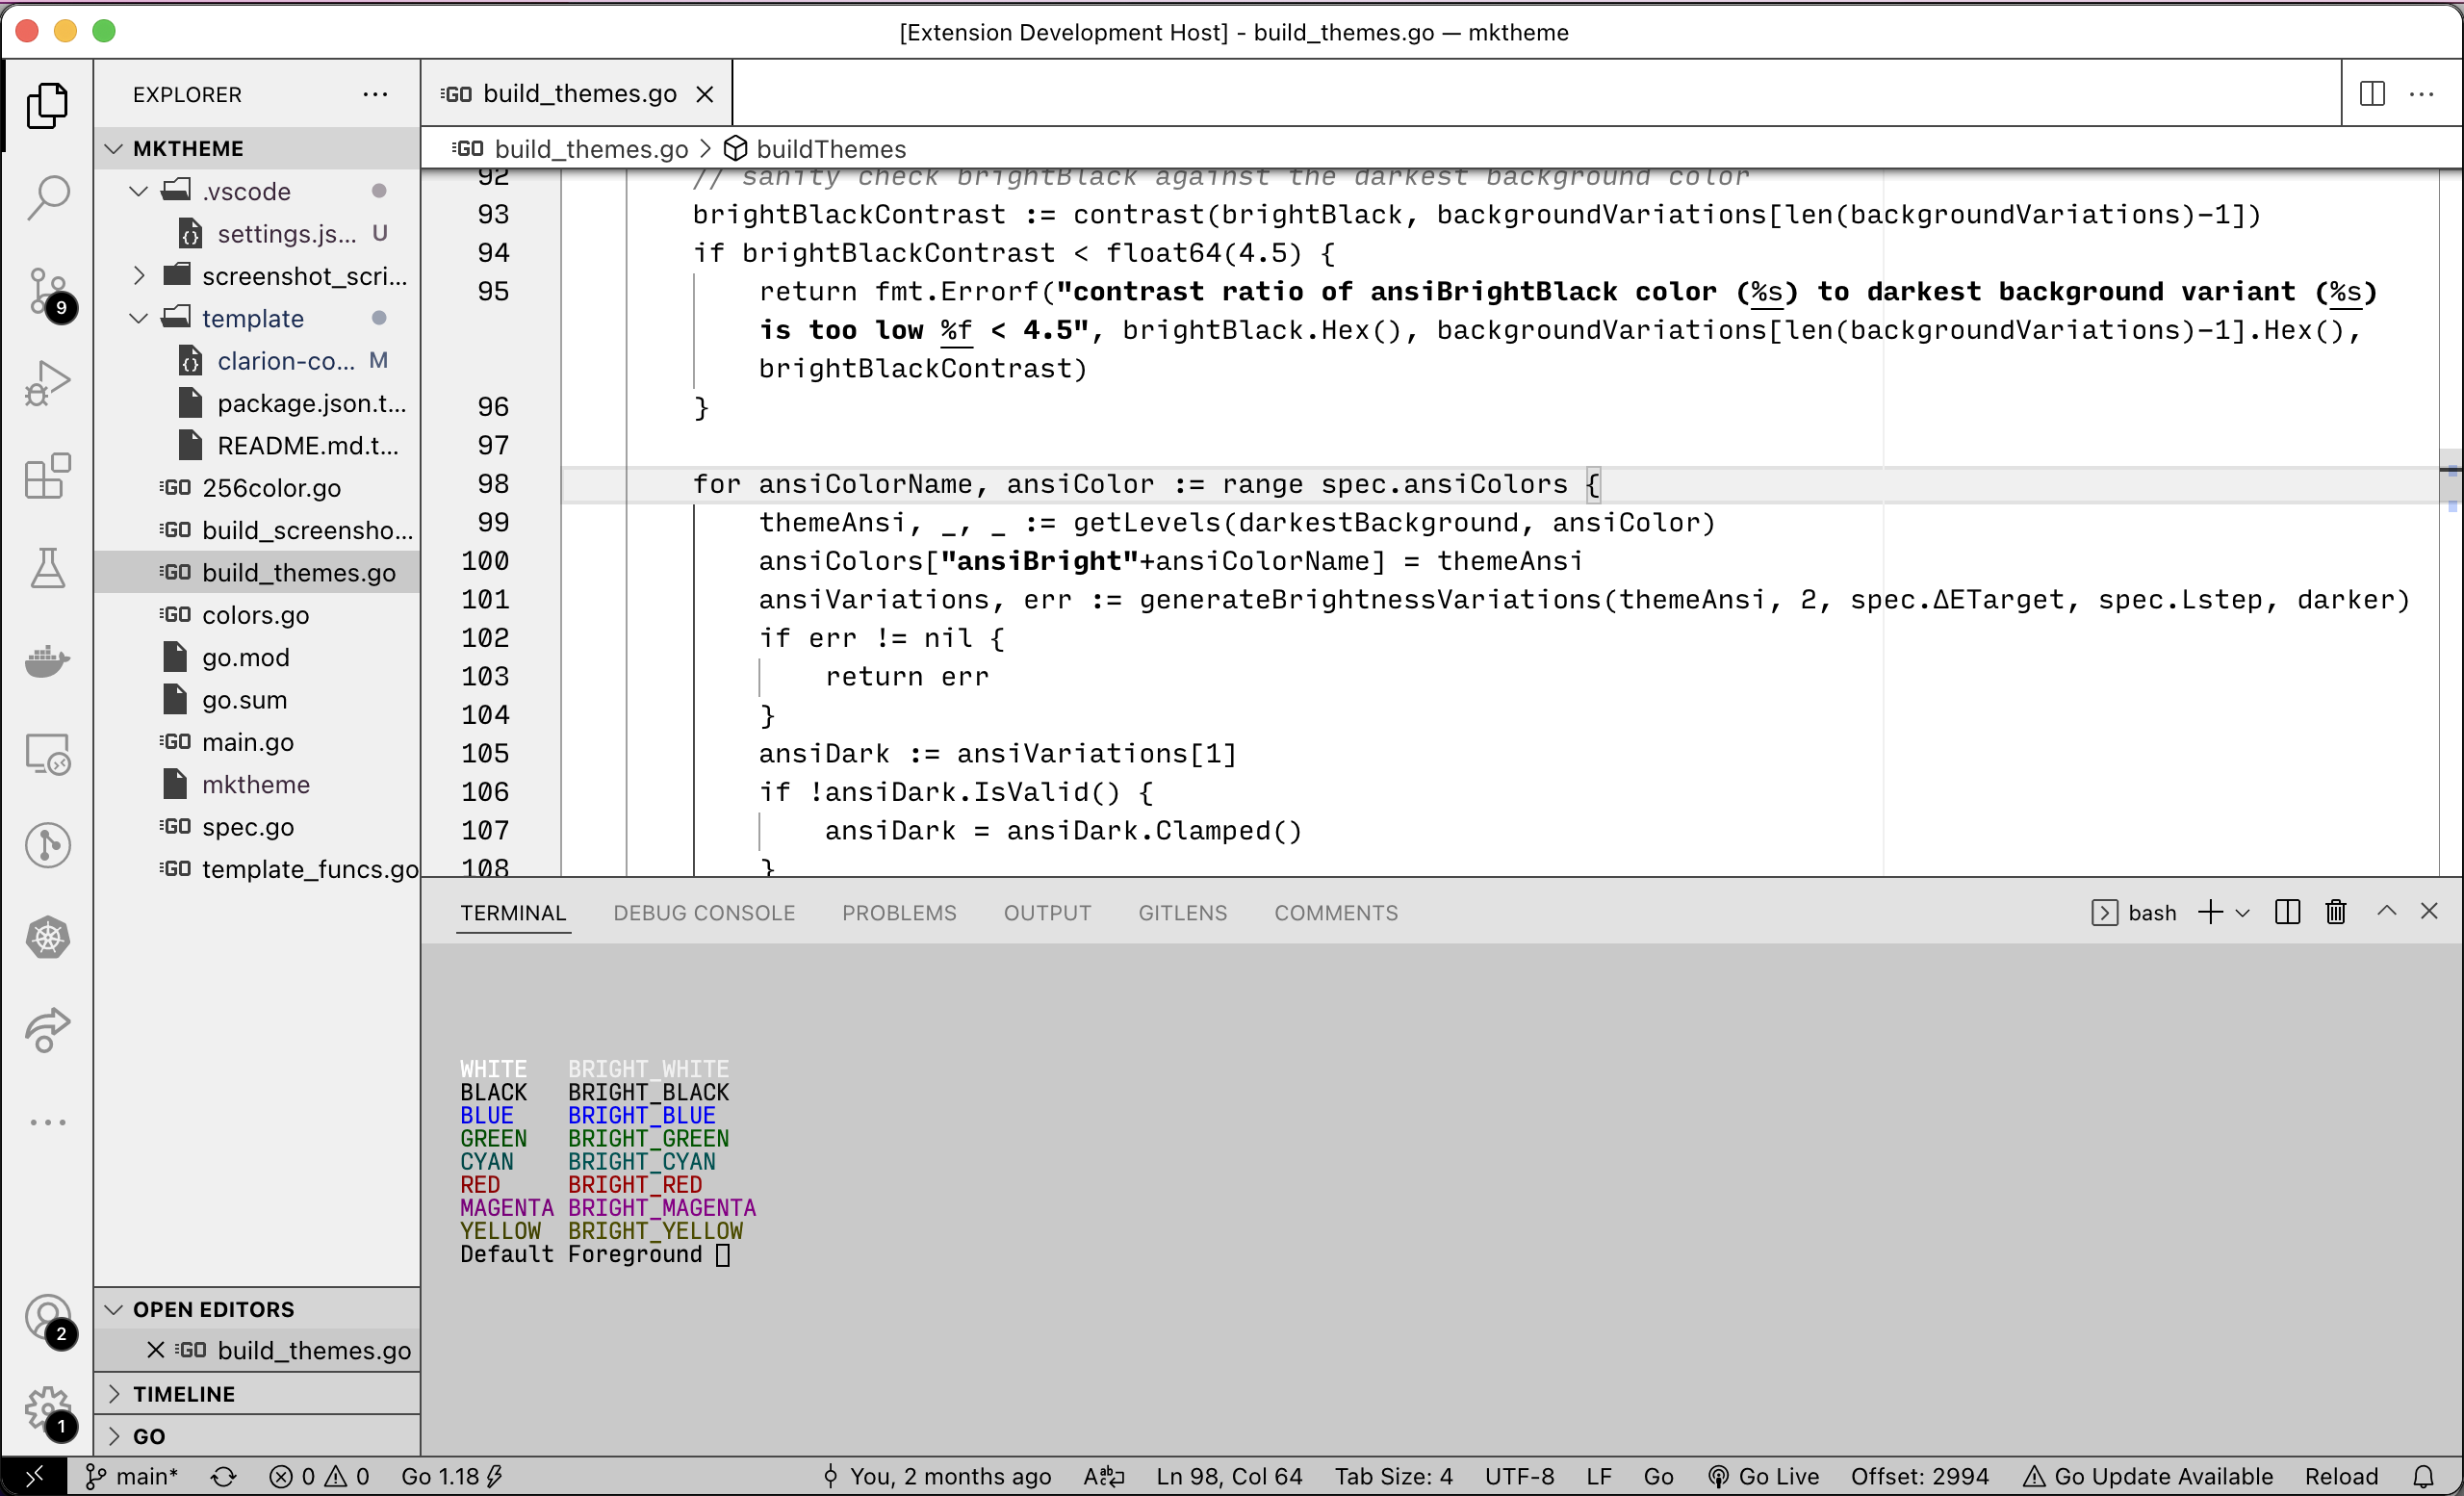 [Extension Development Host] - build_themes.go — mktheme
EXPLORER
MKTHEME
.vscode
settings.js... U
screenshot_scri...
template
clarion-co... M
package.json.t...
README.md.t...
GO 256color.go
GO build_screensho...
GO build_themes.go
GO colors.go
go.mod
go.sum
GO main.go
mktheme
GO spec.go
GO template_funcs.go
OPEN EDITORS
GO build_themes.go
TIMELINE
GO
9
2
1
GO build_themes.go
GO build_themes.go > buildThemes
92 // sanity check brightBlack against the darkest background color
93 brightBlackContrast := contrast(brightBlack, backgroundVariations[len(backgroundVariations)-1])
94 if brightBlackContrast < float64(4.5) {
95 return fmt.Errorf("contrast ratio of ansiBrightBlack color (%s) to darkest background variant (%s)
is too low %f < 4.5", brightBlack.Hex(), backgroundVariations[len(backgroundVariations)-1].Hex(),
brightBlackContrast)
96 }
97
98 for ansiColorName, ansiColor := range spec.ansiColors {
99 themeAnsi, _, _ := getLevels(darkestBackground, ansiColor)
100 ansiColors["ansiBright"+ansiColorName] = themeAnsi
101 ansiVariations, err := generateBrightnessVariations(themeAnsi, 2, spec.ΔETarget, spec.Lstep, darker)
102 if err != nil {
103 return err
104 }
105 ansiDark := ansiVariations[1]
106 if !ansiDark.IsValid() {
107 ansiDark = ansiDark.Clamped()
108 }
TERMINAL DEBUG CONSOLE PROBLEMS OUTPUT GITLENS COMMENTS bash
WHITE BRIGHT_WHITE
BLACK BRIGHT_BLACK
BLUE BRIGHT_BLUE
GREEN BRIGHT_GREEN
CYAN BRIGHT_CYAN
RED BRIGHT_RED
MAGENTA BRIGHT_MAGENTA
YELLOW BRIGHT_YELLOW
Default Foreground
main* 0 0 Go 1.18 You, 2 months ago Ln 98, Col 64 Tab Size: 4 UTF-8 LF Go Go Live Offset: 2994 Go Update Available Reload